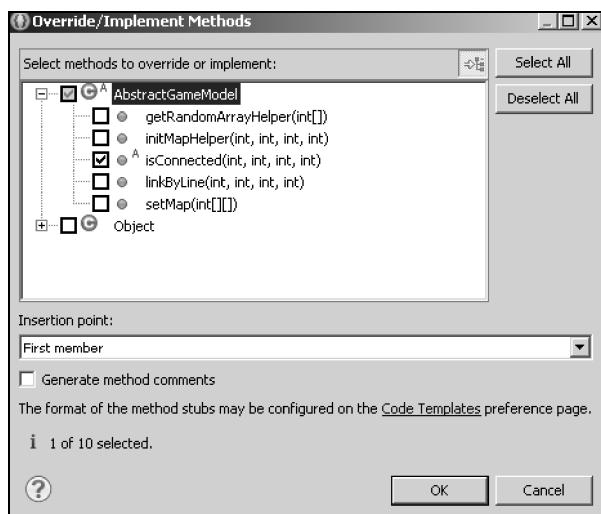 Override/Implement Methods
Select methods to override or implement:
Select All
Deselect All
AbstractGameModel
getRandomArrayHelper(int[])
initMapHelper(int, int, int, int)
isConnected(int, int, int, int)
linkByLine(int, int, int, int)
setMap(int[][])
Object
Insertion point:
First member
Generate method comments
The format of the method stubs may be configured on the Code Templates preference page.
i 1 of 10 selected.
?
OK
Cancel